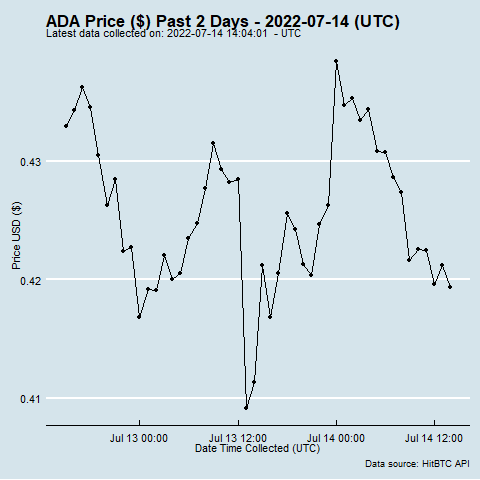 ADA Price ($) Past 2 Days - 2022-07-14 (UTC)
Latest data collected on: 2022-07-14 14:04:01 - UTC
0.43
0.42
0.41
Price USD ($)
Jul 13 00:00 Jul 13 12:00 Jul 14 00:00 Jul 14 12:00
Date Time Collected (UTC)
Data source: HitBTC API